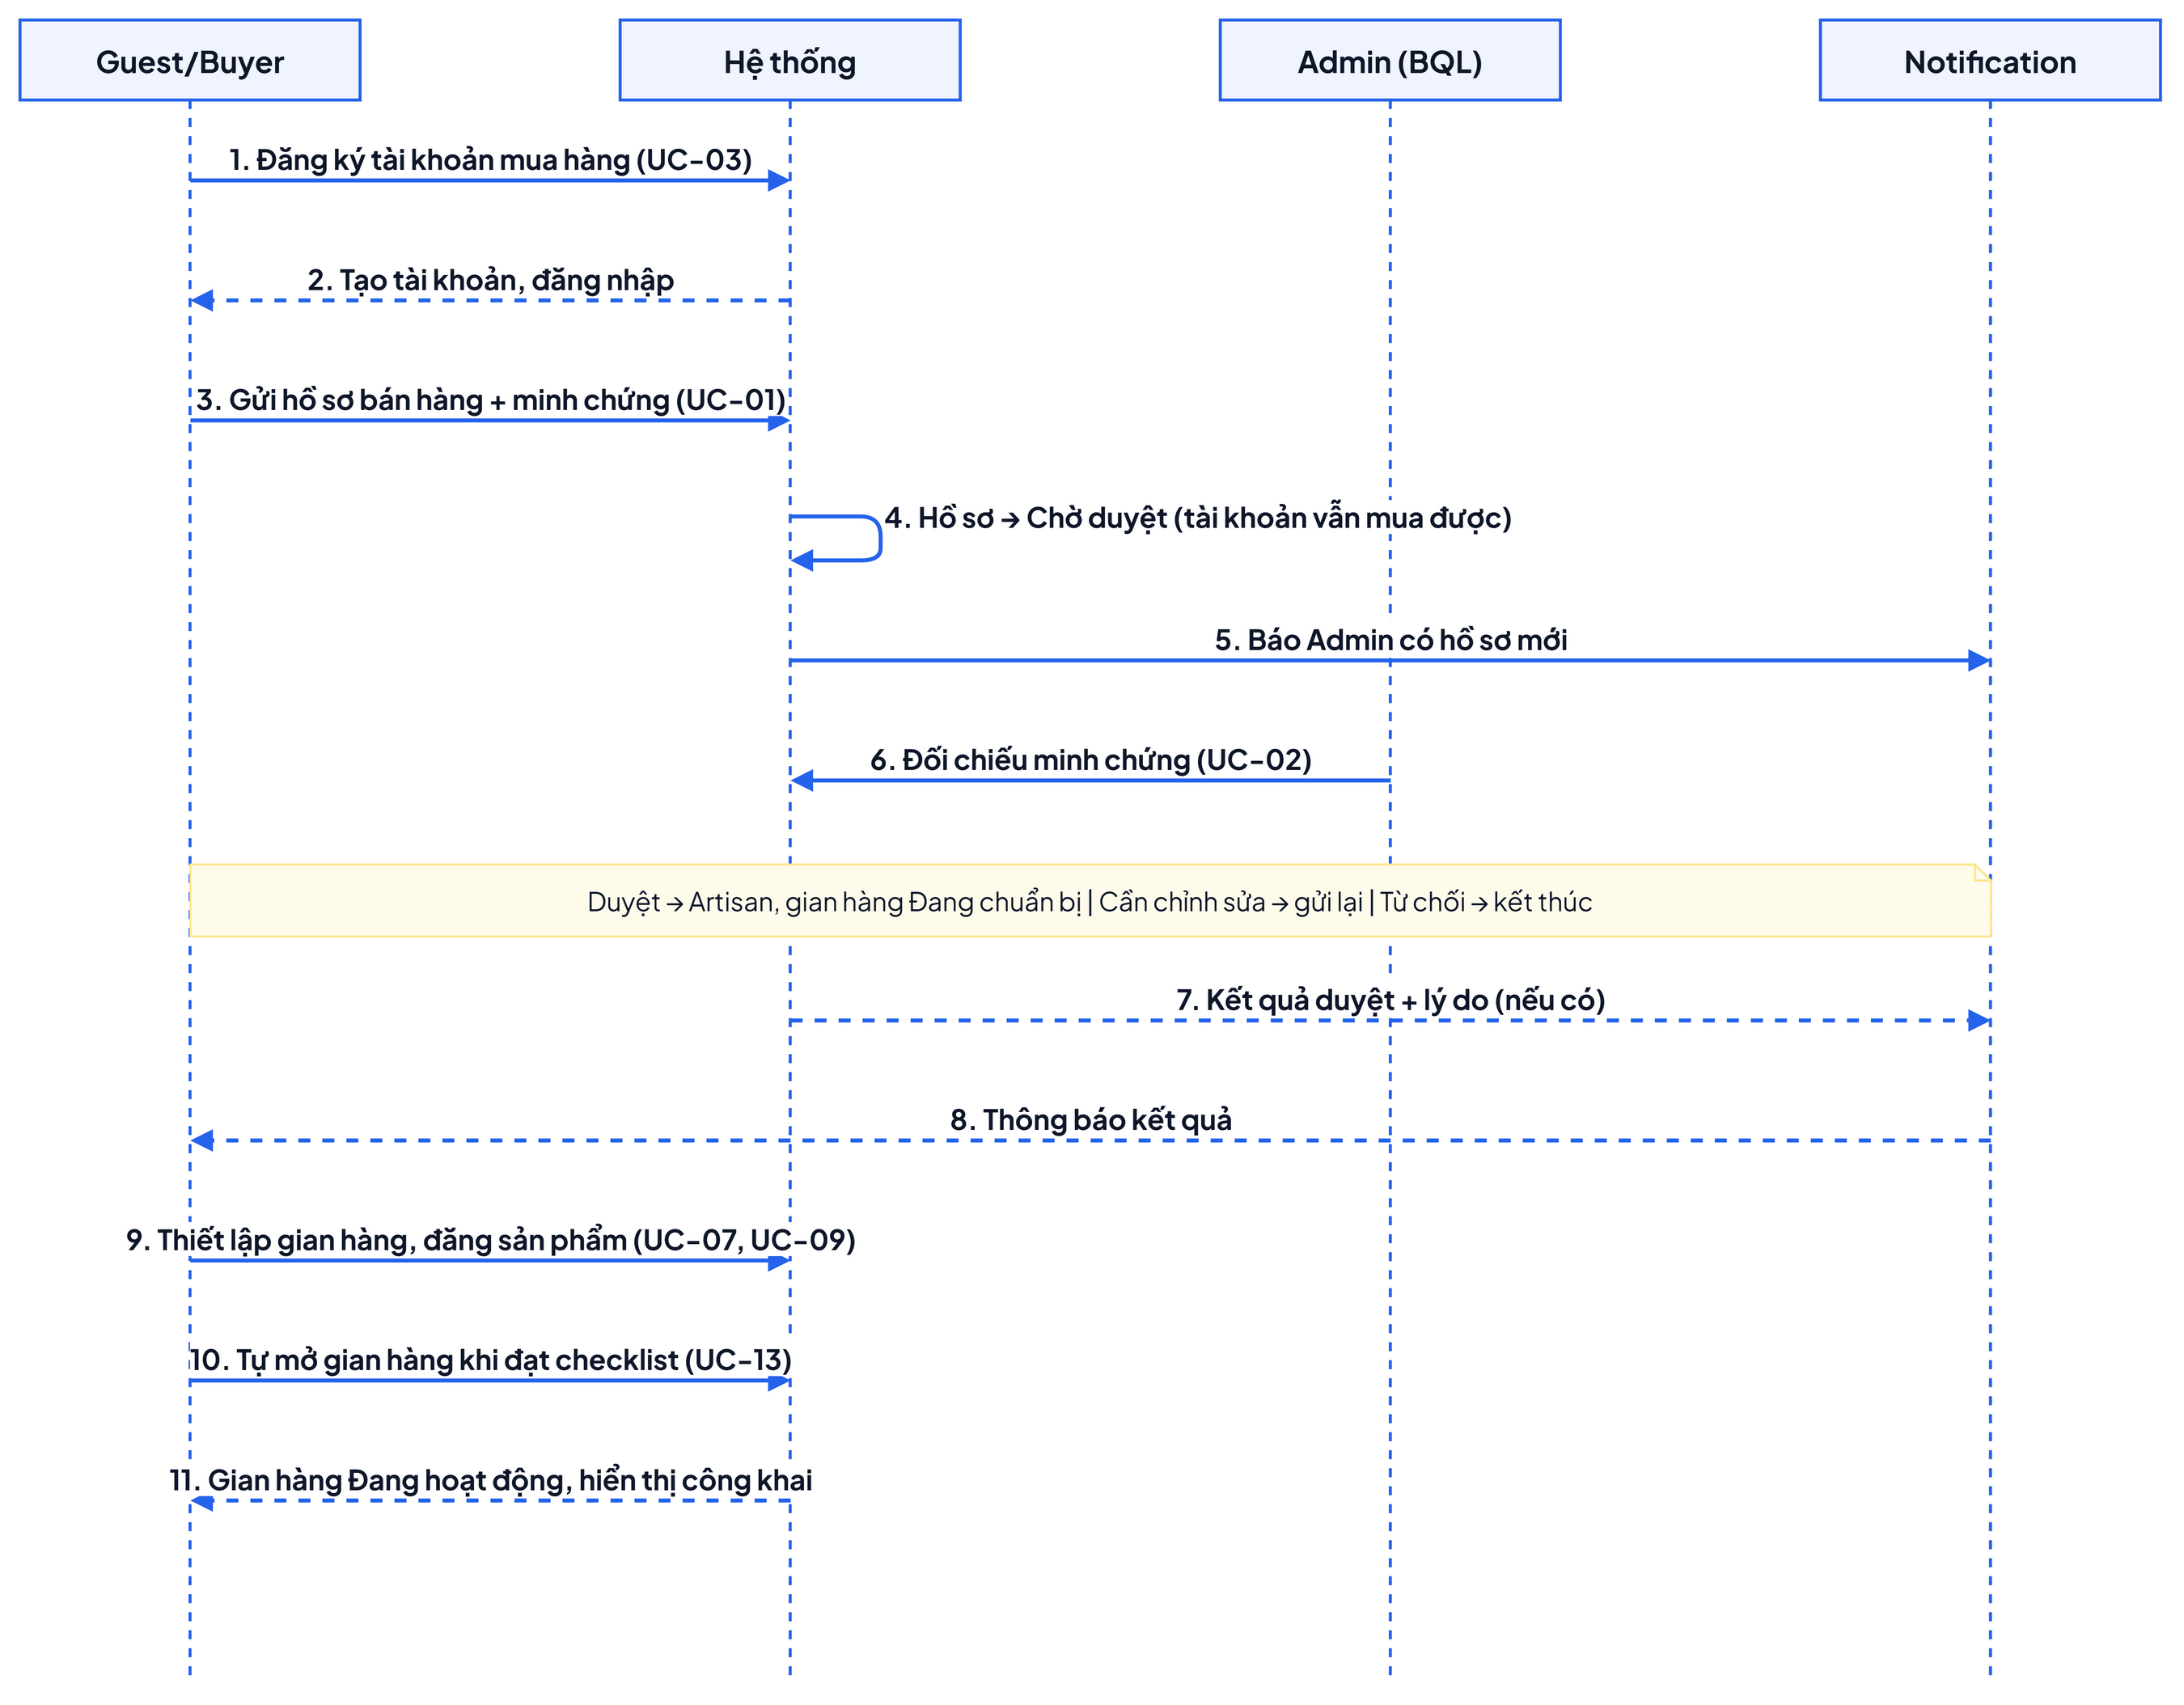 Guest/Buyer
Hệ thống
Admin (BQL)
Notification
1. Đăng ký tài khoản mua hàng (UC-03)
2. Tạo tài khoản, đăng nhập
3. Gửi hồ sơ bán hàng + minh chứng (UC-01)
4. Hồ sơ → Chờ duyệt (tài khoản vẫn mua được)
5. Báo Admin có hồ sơ mới
6. Đối chiếu minh chứng (UC-02)
Duyệt → Artisan, gian hàng Đang chuẩn bị | Cần chỉnh sửa → gửi lại | Từ chối → kết thúc
7. Kết quả duyệt + lý do (nếu có)
8. Thông báo kết quả
9. Thiết lập gian hàng, đăng sản phẩm (UC-07, UC-09)
10. Tự mở gian hàng khi đạt checklist (UC-13)
11. Gian hàng Đang hoạt động, hiển thị công khai